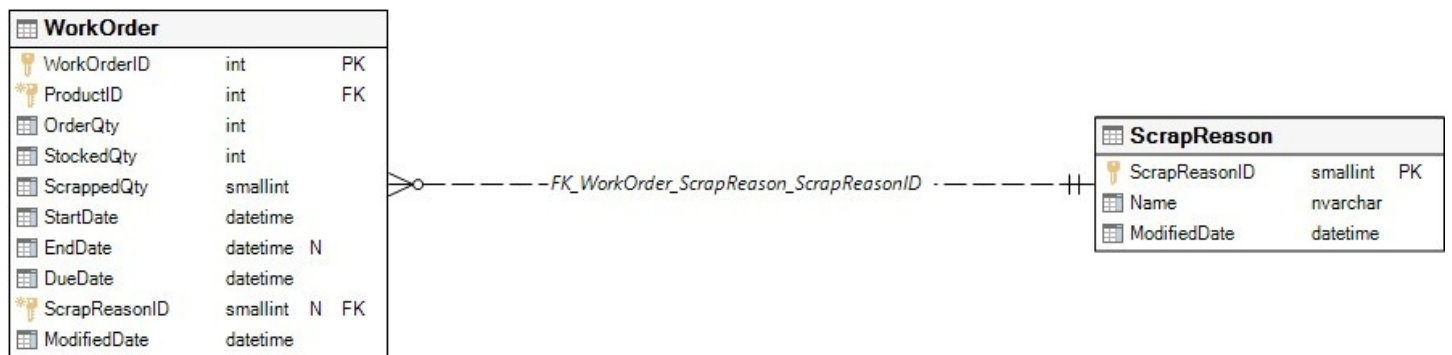 WorkOrder
WorkOrderID int PK
ProductID int FK
OrderQty int
StockedQty int
ScrappedQty smallint
StartDate datetime
EndDate datetime N
DueDate datetime
ScrapReasonID smallint N FK
ModifiedDate datetime
FK_WorkOrder_ScrapReason_ScrapReasonID
ScrapReason
ScrapReasonID smallint PK
Name nvarchar
ModifiedDate datetime